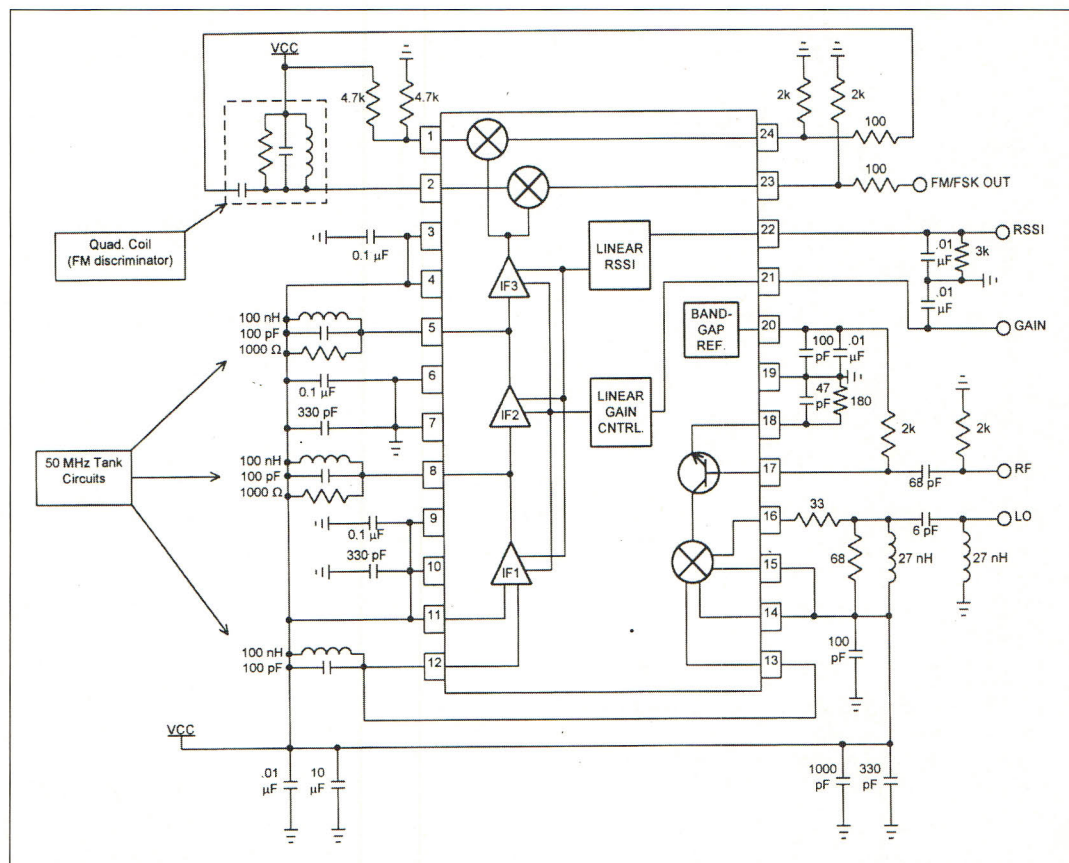 VCC
4.7k
4.7k
2k
2k
100
1
24
2
23
100
FM/FSK OUT
Quad. Coil
(FM discriminator)
3
0.1 µF
4
IF3
LINEAR
RSSI
22
RSSI
.01
µF
3k
21
.01
µF
GAIN
100 nH
100 pF
1000 Ω
5
BAND-
GAP
REF.
20
100
pF
.01
µF
6
0.1 µF
19
47
pF
180
330 pF
7
IF2
LINEAR
GAIN
CNTRL.
18
2k
2k
50 MHz Tank
Circuits
100 nH
100 pF
1000 Ω
8
17
68 pF
RF
9
0.1 µF
16
33
6 pF
LO
330 pF
10
IF1
15
68
27 nH
27 nH
11
14
100
pF
100 nH
100 pF
12
13
VCC
.01
µF
10
µF
1000
pF
330
pF